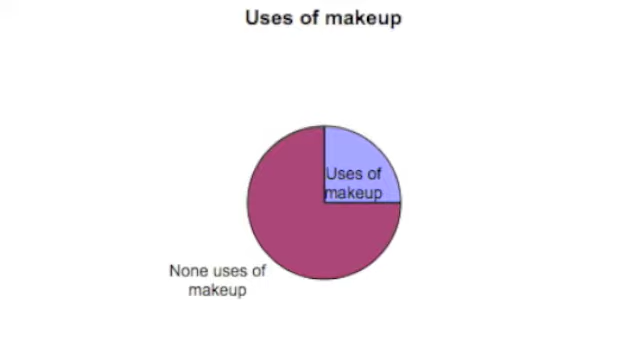 Uses of makeup
Uses of
makeup
None uses of
makeup